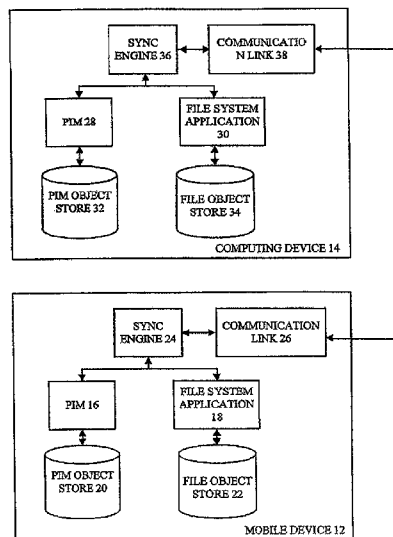 SYNC
ENGINE 36
COMMUNICATIO
N LINK 38
PIM 28
FILE SYSTEM
APPLICATION
30
PIM OBJECT
STORE 32
FILE OBJECT
STORE 34
COMPUTING DEVICE 14
SYNC
ENGINE 24
COMMUNICATION
LINK 26
PIM 16
FILE SYSTEM
APPLICATION
18
PIM OBJECT
STORE 20
FILE OBJECT
STORE 22
MOBILE DEVICE 12